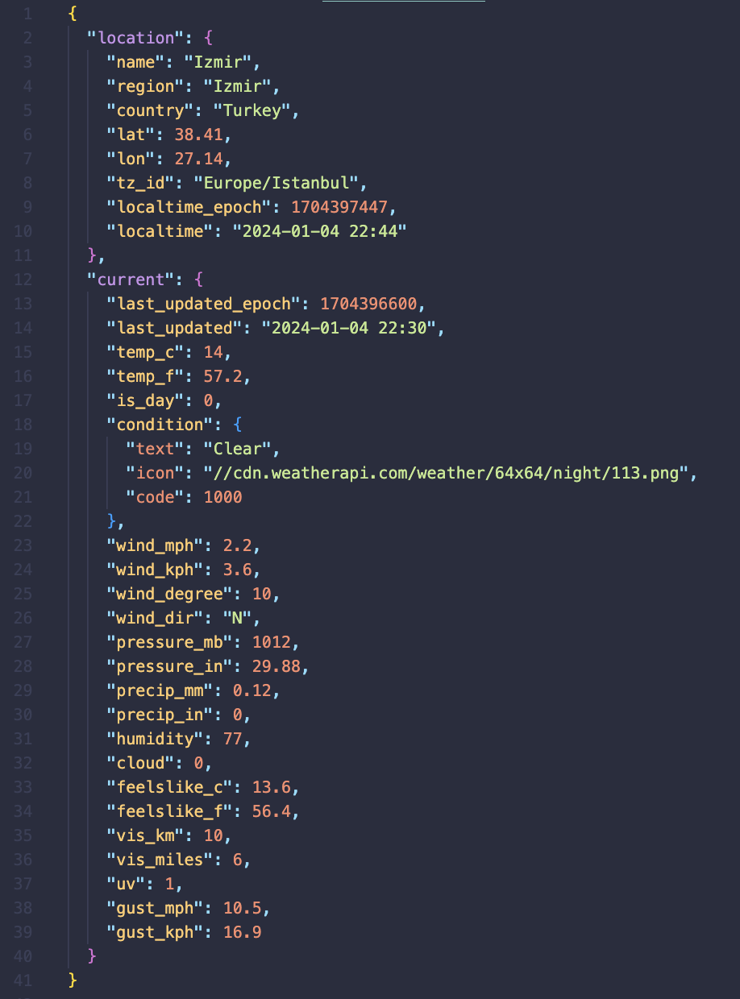 1 {
2 "location": {
3 "name": "Izmir",
4 "region": "Izmir",
5 "country": "Turkey",
6 "lat": 38.41,
7 "lon": 27.14,
8 "tz_id": "Europe/Istanbul",
9 "localtime_epoch": 1704397447,
10 "localtime": "2024-01-04 22:44"
11 },
12 "current": {
13 "last_updated_epoch": 1704396600,
14 "last_updated": "2024-01-04 22:30",
15 "temp_c": 14,
16 "temp_f": 57.2,
17 "is_day": 0,
18 "condition": {
19 "text": "Clear",
20 "icon": "//cdn.weatherapi.com/weather/64x64/night/113.png",
21 "code": 1000
22 },
23 "wind_mph": 2.2,
24 "wind_kph": 3.6,
25 "wind_degree": 10,
26 "wind_dir": "N",
27 "pressure_mb": 1012,
28 "pressure_in": 29.88,
29 "precip_mm": 0.12,
30 "precip_in": 0,
31 "humidity": 77,
32 "cloud": 0,
33 "feelslike_c": 13.6,
34 "feelslike_f": 56.4,
35 "vis_km": 10,
36 "vis_miles": 6,
37 "uv": 1,
38 "gust_mph": 10.5,
39 "gust_kph": 16.9
40 }
41 }